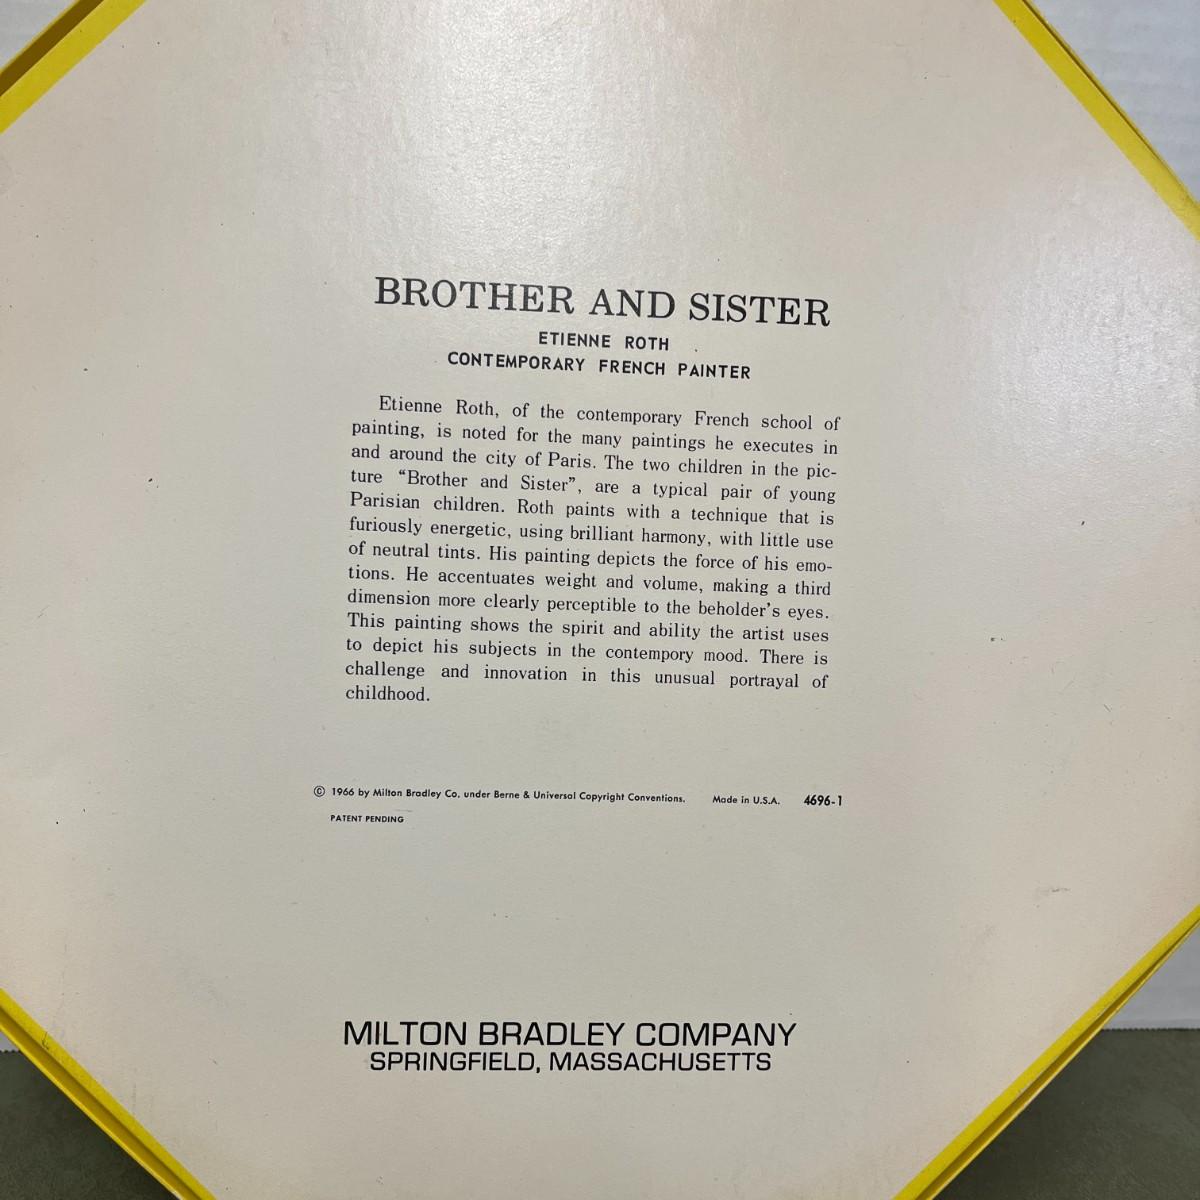 BROTHER AND SISTER
ETIENNE ROTH
CONTEMPORARY FRENCH PAINTER
Etienne Roth, of the contemporary French school of
painting, is noted for the many paintings he executes in
and around the city of Paris. The two children in the pic-
ture “Brother and Sister”, are a typical pair of young
Parisian children. Roth paints with a technique that is
furiously energetic, using brilliant harmony, with little use
of neutral tints. His painting depicts the force of his emo-
tions. He accentuates weight and volume, making a third
dimension more clearly perceptible to the beholder’s eyes.
This painting shows the spirit and ability the artist uses
to depict his subjects in the contempory mood. There is
challenge and innovation in this unusual portrayal of
childhood.
© 1966 by Milton Bradley Co. under Berne & Universal Copyright Conventions. Made in U.S.A. 4696-1
PATENT PENDING
MILTON BRADLEY COMPANY
SPRINGFIELD, MASSACHUSETTS